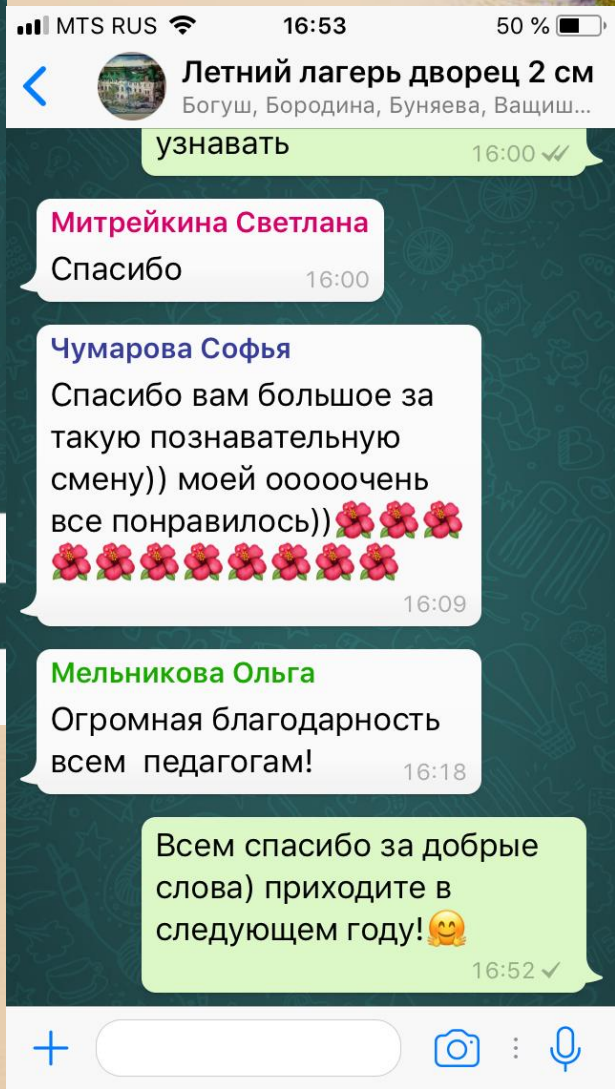 MTS RUS 16:53 50 %
Летний лагерь дворец 2 см
Богуш, Бородина, Буняева, Ващиш...
узнавать
16:00
Митрейкина Светлана
Спасибо
16:00
Чумарова Софья
Спасибо вам большое за
такую познавательную
смену)) моей ооооочень
все понравилось))🌺🌺🌺
🌺🌺🌺🌺🌺🌺🌺🌺
16:09
Мельникова Ольга
Огромная благодарность
всем педагогам!
16:18
Всем спасибо за добрые
слова) приходите в
следующем году!🤗
16:52